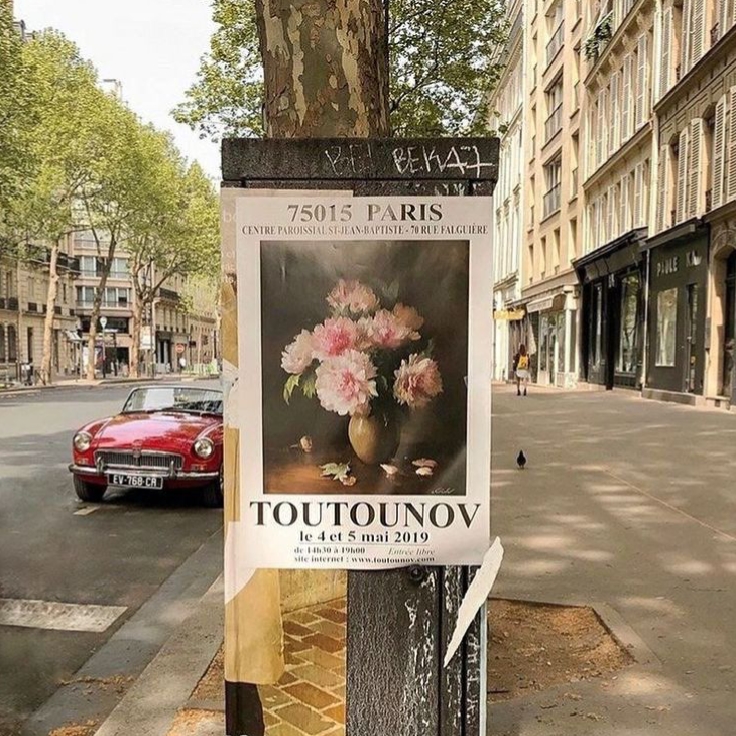 BEKAT
75015 PARIS
CENTRE PAROISSIAL ST-JEAN-BAPTISTE - 70 RUE FALGUIÈRE
TOUTOUNOV
le 4 et 5 mai 2019
de 14h30 à 19h00 Entrée libre
site internet : www.toutounov.com
EV-768-CR